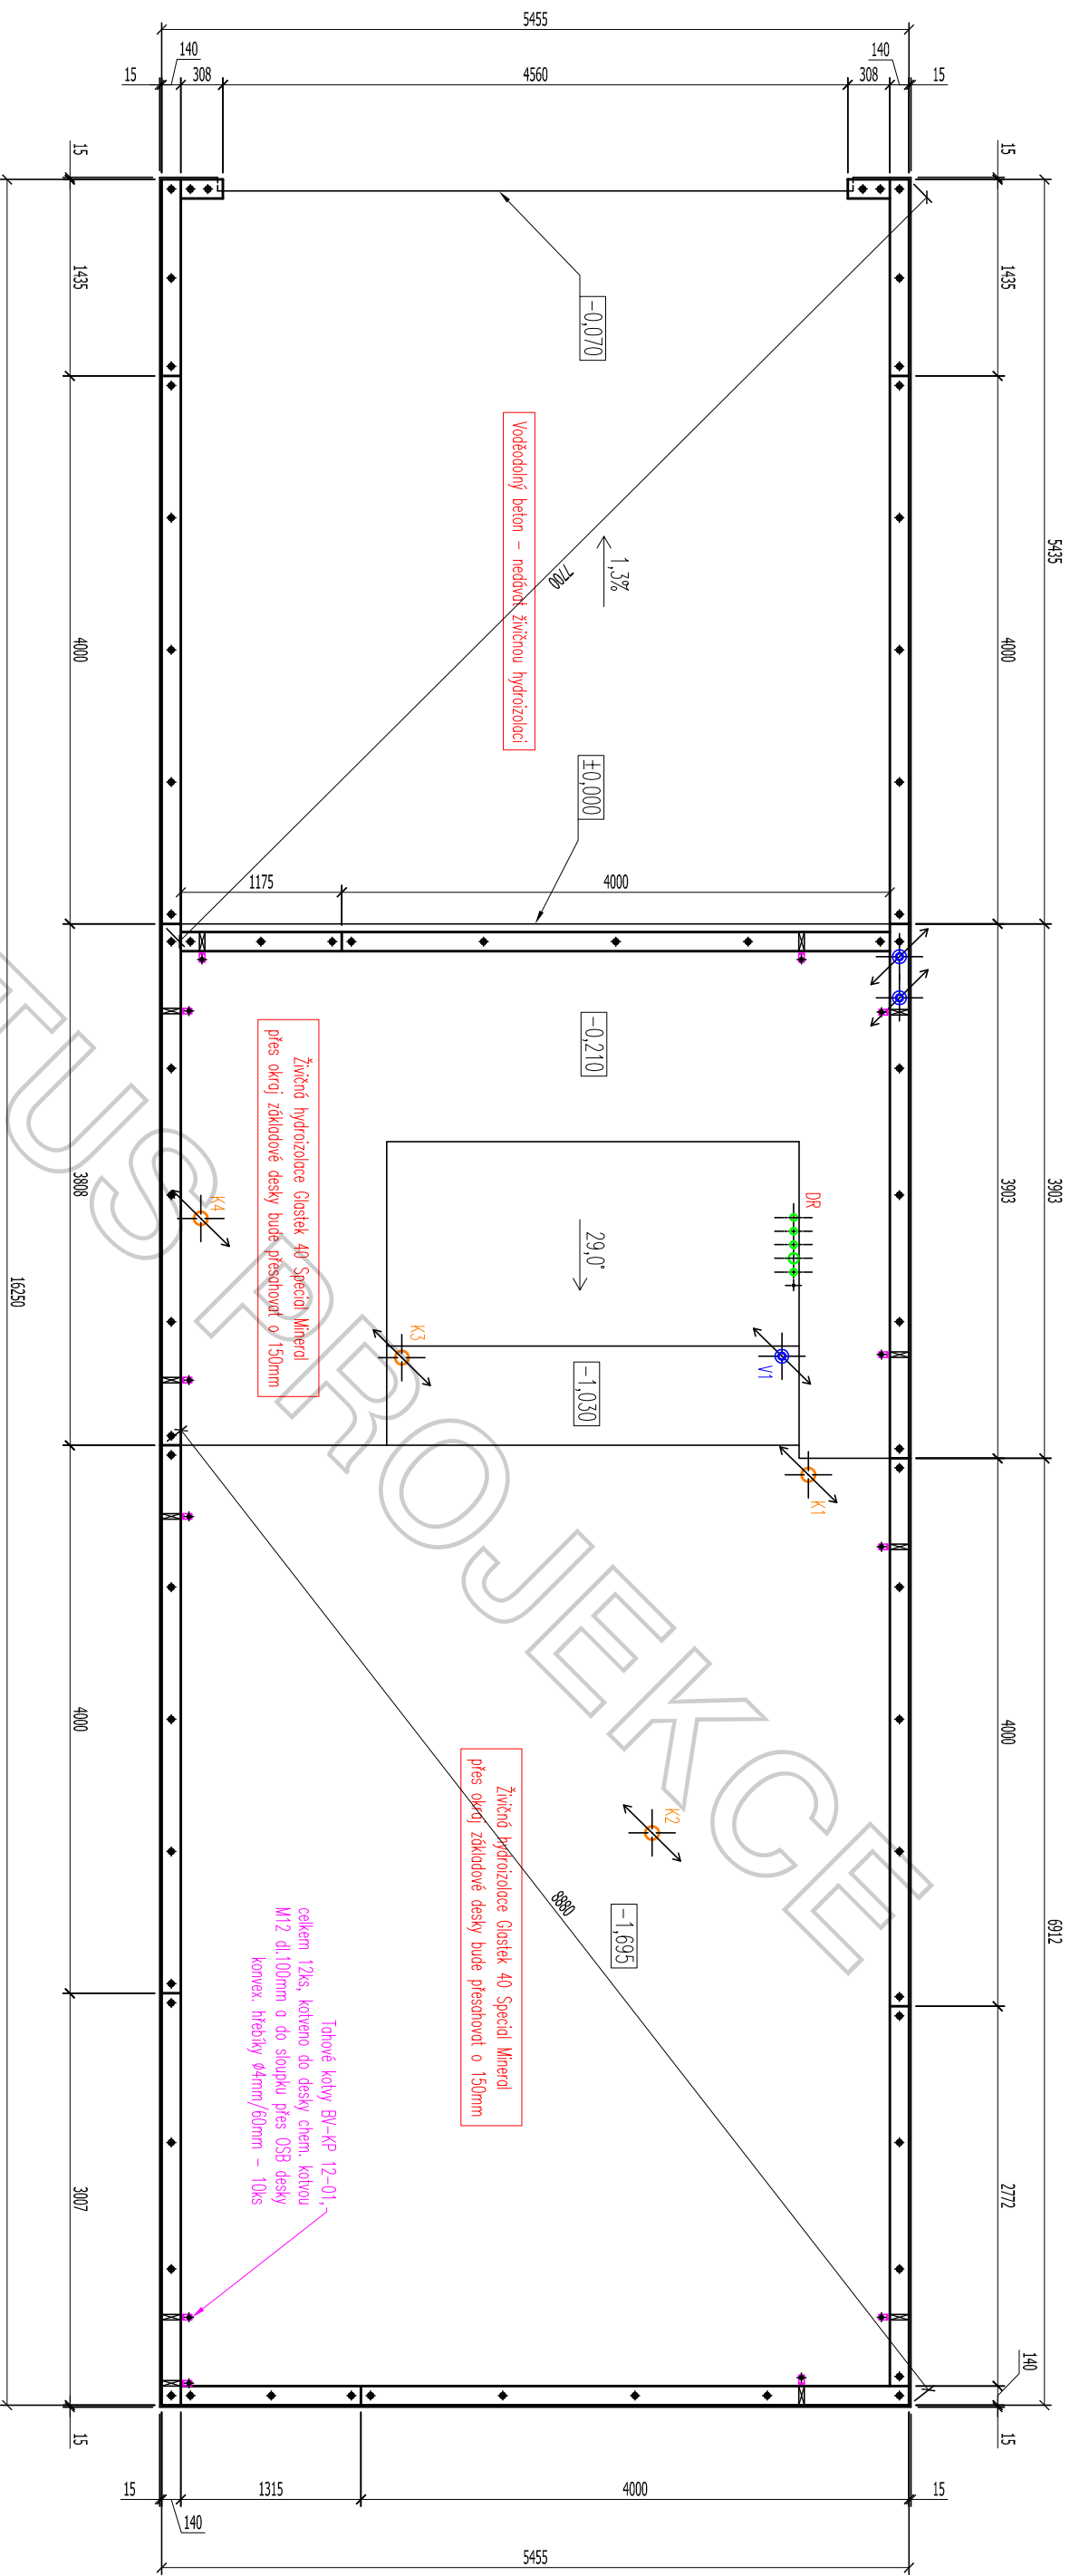 5455
15
140
308
4560
308
140
15
15
15
1435
4000
3903
4000
2772
140
15
5435
3903
6912
-0,070
Voděodolný beton - nedávat živičnou hydroizolaci
1,3%
7700
±0,000
1175
4000
-0,210
Živičná hydroizolace Glastek 40 Special Mineral
přes okraj základové desky bude přesahovat o 150mm
DR
29,0°
K4
K3
V1
-1,030
K1
K2
-1,695
8880
Živičná hydroizolace Glastek 40 Special Mineral
přes okraj základové desky bude přesahovat o 150mm
Tahové kotvy BV-KP 12-01,
celkem 12ks, kotveno do desky chem. kotvou
M12 dl.100mm a do sloupku přes OSB desky
konvex. hřebíky ø4mm/60mm - 10ks
1435
4000
3808
4000
3007
15
16250
15
140
1315
4000
15
5455
TUS PROJEKCE